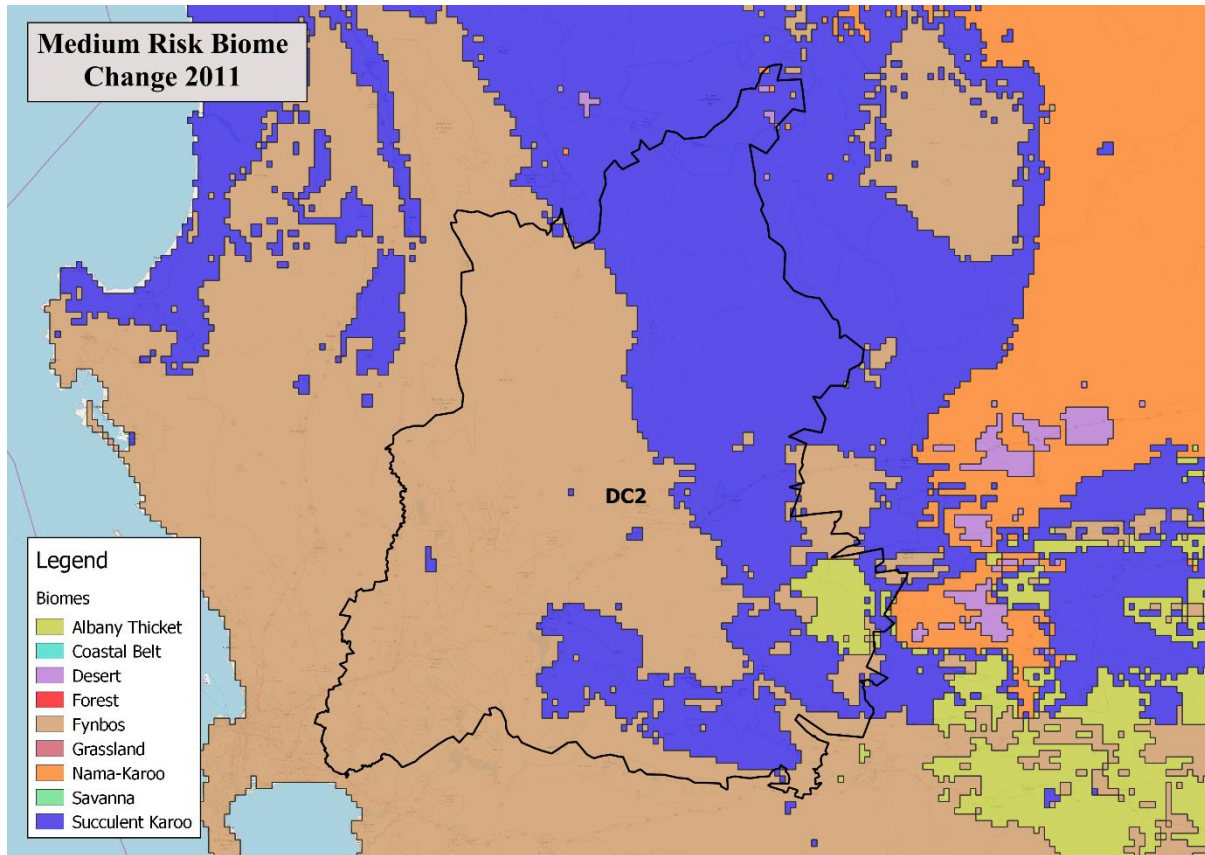 Medium Risk Biome
Change 2011
DC2
Legend
Biomes
Albany Thicket
Coastal Belt
Desert
Forest
Fynbos
Grassland
Nama-Karoo
Savanna
Succulent Karoo